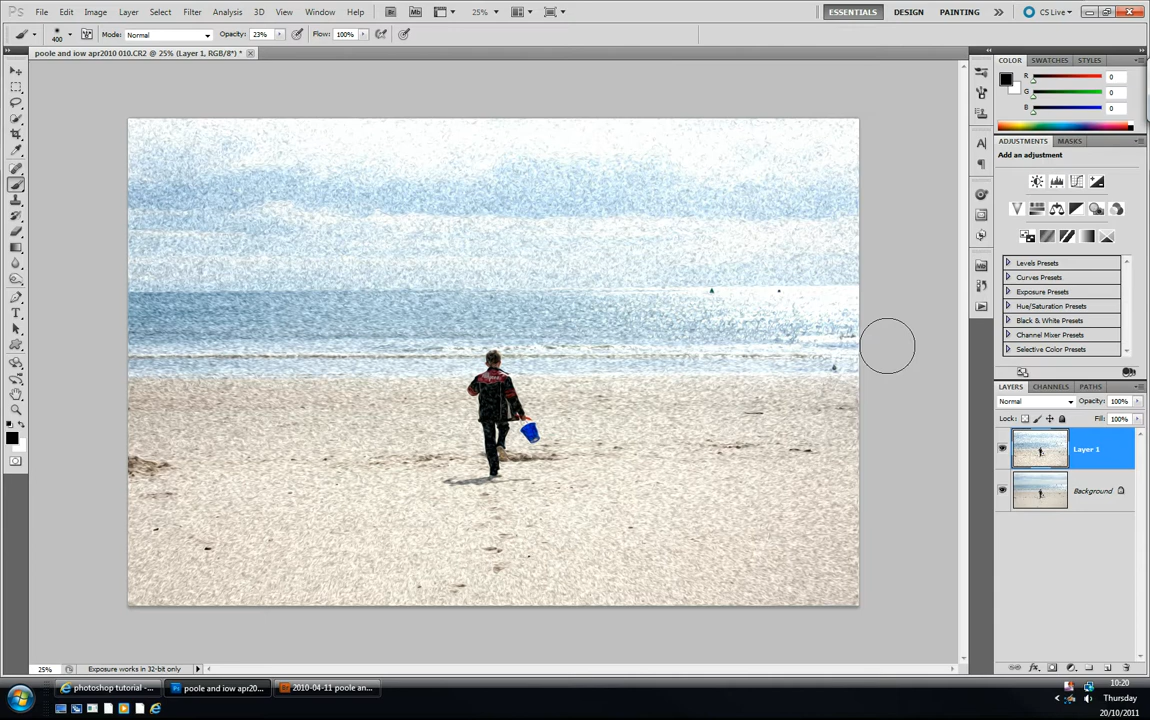 Ps File Edit Image Layer Select Filter Analysis 3D View Window Help Br Mb 25% ESSENTIALS DESIGN PAINTING CS Live
400 Mode: Normal Opacity: 23% Flow: 100%
poole and iow apr2010 010.CR2 @ 25% (Layer 1, RGB/8*) *
COLOR SWATCHES STYLES
R 0
G 0
B 0
ADJUSTMENTS MASKS
Add an adjustment
Levels Presets
Curves Presets
Exposure Presets
Hue/Saturation Presets
Black & White Presets
Channel Mixer Presets
Selective Color Presets
LAYERS CHANNELS PATHS
Normal Opacity: 100%
Lock: Fill: 100%
Layer 1
Background
25% Exposure works in 32-bit only
photoshop tutorial -... poole and iow apr20... 2010-04-11 poole an...
10:20
Thursday
20/10/2011